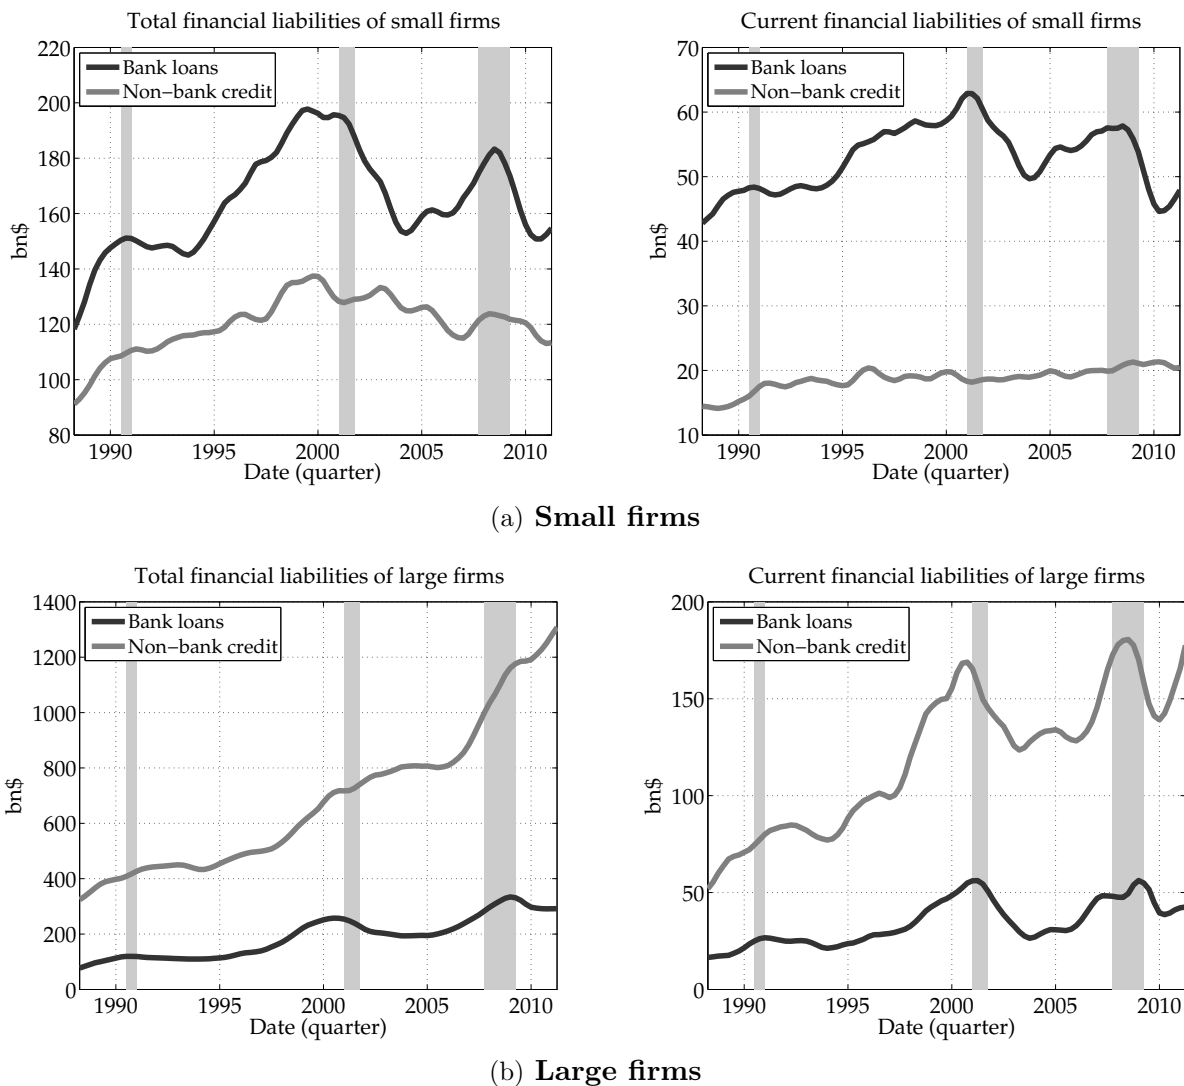 Total financial liabilities of small firms
220
200
180
160
140
120
100
80
bn$
Bank loans
Non−bank credit
1990 1995 2000 2005 2010
Date (quarter)
Current financial liabilities of small firms
70
60
50
40
30
20
10
bn$
Bank loans
Non−bank credit
1990 1995 2000 2005 2010
Date (quarter)
(a) Small firms
Total financial liabilities of large firms
1400
1200
1000
800
600
400
200
0
bn$
Bank loans
Non−bank credit
1990 1995 2000 2005 2010
Date (quarter)
Current financial liabilities of large firms
200
150
100
50
0
bn$
Bank loans
Non−bank credit
1990 1995 2000 2005 2010
Date (quarter)
(b) Large firms